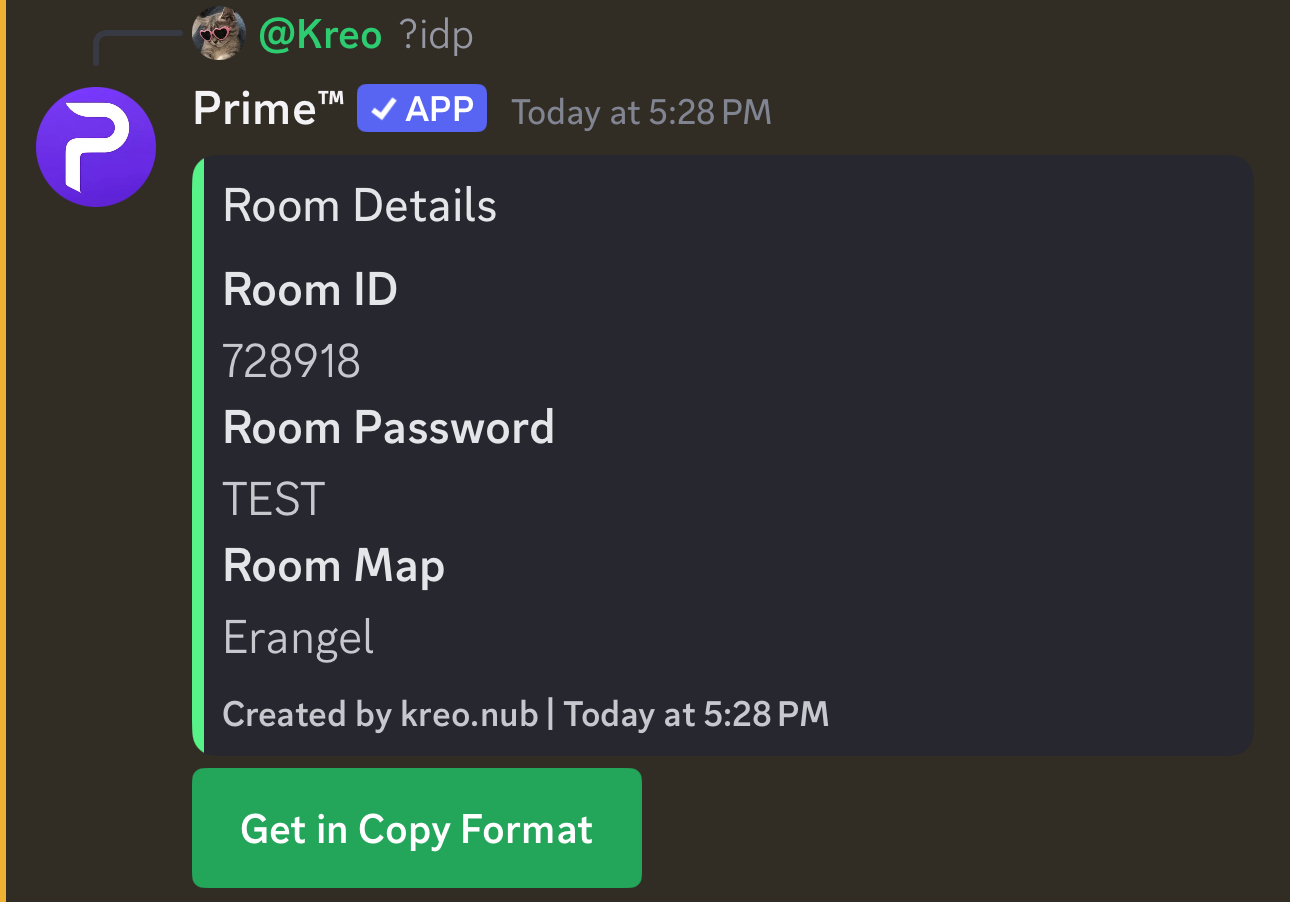 @Kreo ?idp
Prime™ ✓ APP Today at 5:28 PM
Room Details
Room ID
728918
Room Password
TEST
Room Map
Erangel
Created by kreo.nub | Today at 5:28 PM
Get in Copy Format